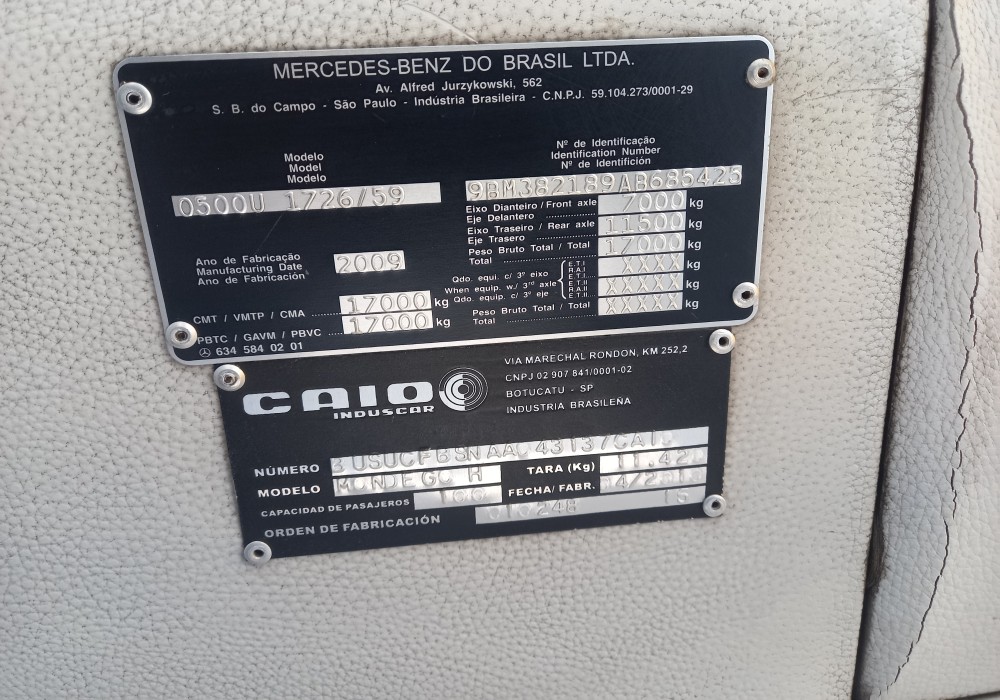 MERCEDES-BENZ DO BRASIL LTDA.
Av. Alfred Jurzykowski, 562
S. B. do Campo - São Paulo - Indústria Brasileira - C.N.P.J. 59.104.273/0001-29
Modelo
Model
Modelo
O500U 1726/59
Nº de Identificação
Identification Number
Nº de Identifición
9BM382189AB685425
Eixo Dianteiro / Front axle
Eje Delantero
7000 kg
Eixo Traseiro / Rear axle
Eje Trasero
11500 kg
Peso Bruto Total / Total
Total
17000 kg
Ano de Fabricação
Manufacturing Date
Ano de Fabricación
2009
Qdo. equi. c/ 3º eixo
When equip. w./ 3rd axle
Qdo. equip. c/ 3º eje
E.T.I
R.A.I
E.T.I
E.T.II
R.A.II
E.T.II
XXXX kg
XXXXX kg
Peso Bruto Total / Total
Total
XXXXX kg
CMT / VMTP / CMA 17000 kg
PBTC / GAVM / PBVC 17000 kg
634 584 02 01
CAIO
INDUSCAR
VIA MARECHAL RONDON, KM 252,2
CNPJ 02 907 841/0001-02
BOTUCATU - SP
INDUSTRIA BRASILEÑA
NÚMERO
MODELO MONDEGO H
TARA (Kg)
CAPACIDAD DE PASAJEROS
FECHA/ FABR.
ORDEN DE FABRICACIÓN